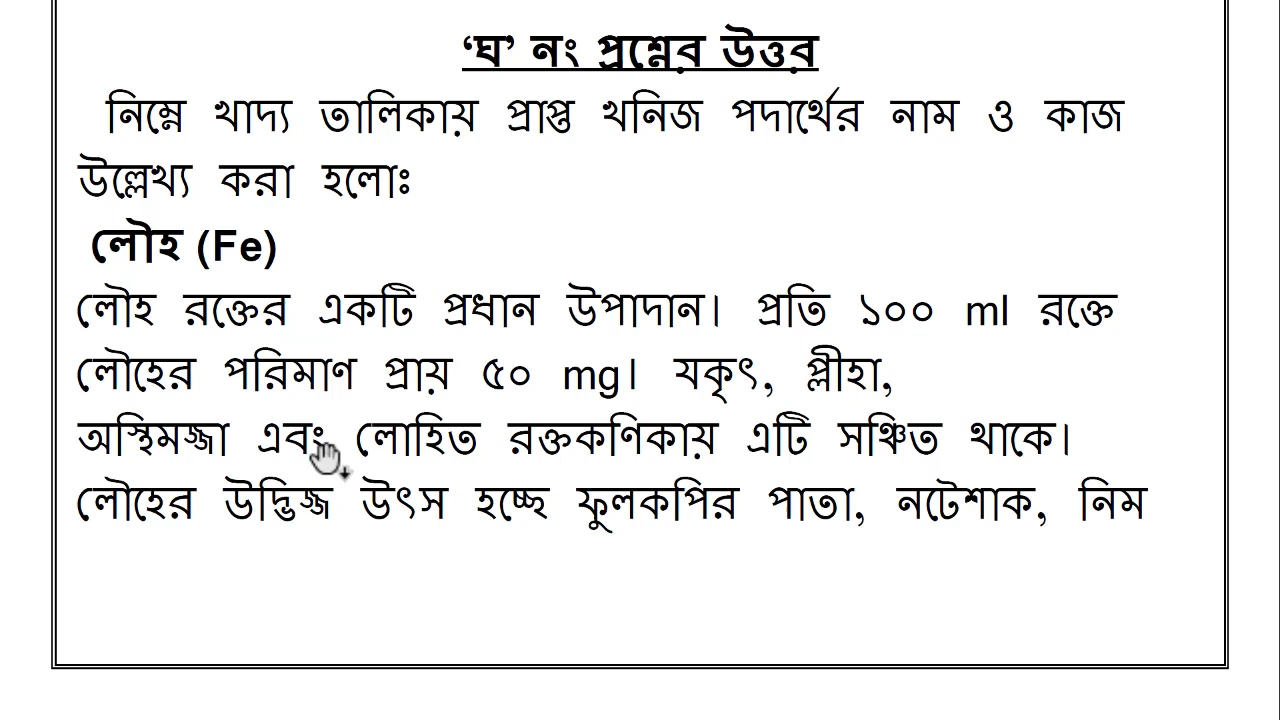 ‘ঘ’ নং প্রশ্নের উত্তর
নিম্নে খাদ্য তালিকায় প্রাপ্ত খনিজ পদার্থের নাম ও কাজ
উল্লেখ্য করা হলোঃ
লৌহ (Fe)
লৌহ রক্তের একটি প্রধান উপাদান। প্রতি ১০০ ml রক্তে
লৌহের পরিমাণ প্রায় ৫০ mg। যকৃৎ, প্লীহা,
অস্থিমজ্জা এবং লোহিত রক্তকণিকায় এটি সঞ্চিত থাকে।
লৌহের উদ্ভিজ্জ উৎস হচ্ছে ফুলকপির পাতা, নটেশাক, নিম